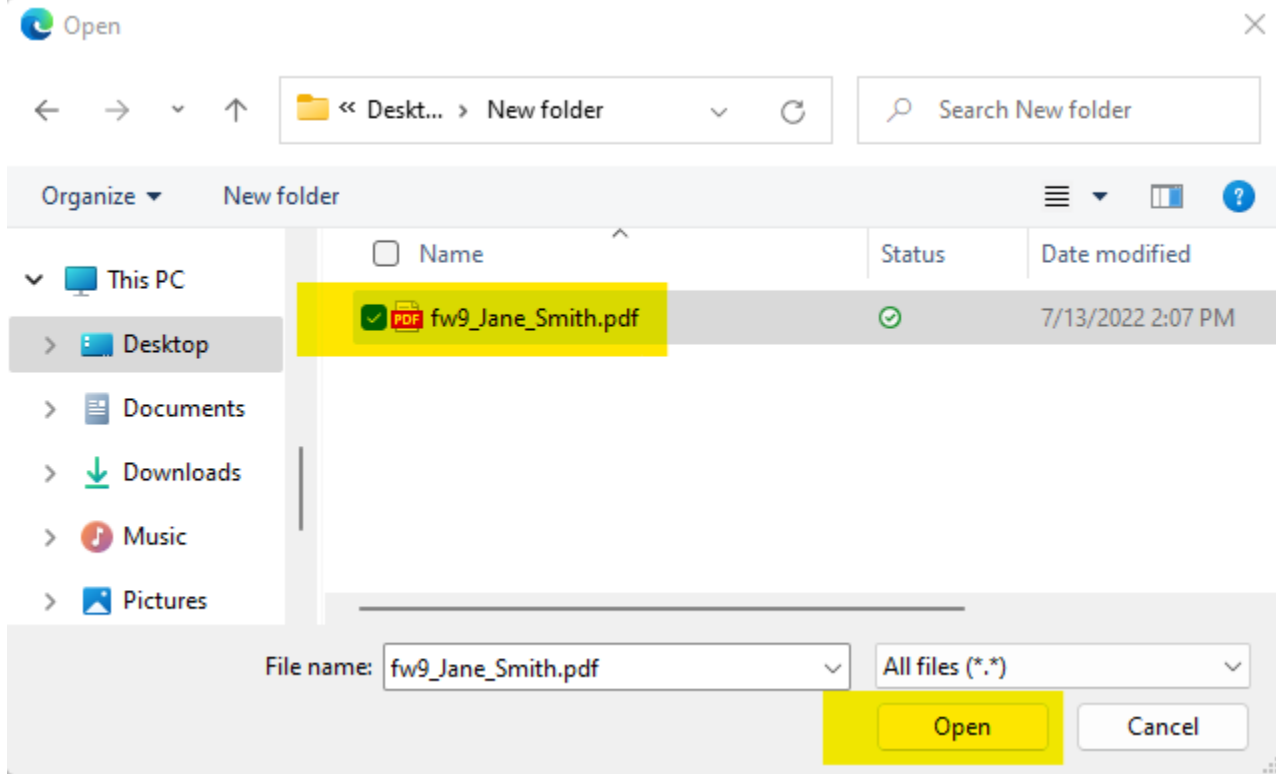 Open
« Deskt... > New folder
Search New folder
Organize
New folder
Name
Status
Date modified
This PC
PDF fw9_Jane_Smith.pdf
7/13/2022 2:07 PM
Desktop
Documents
Downloads
Music
Pictures
File name: fw9_Jane_Smith.pdf
All files (*.*)
Open
Cancel